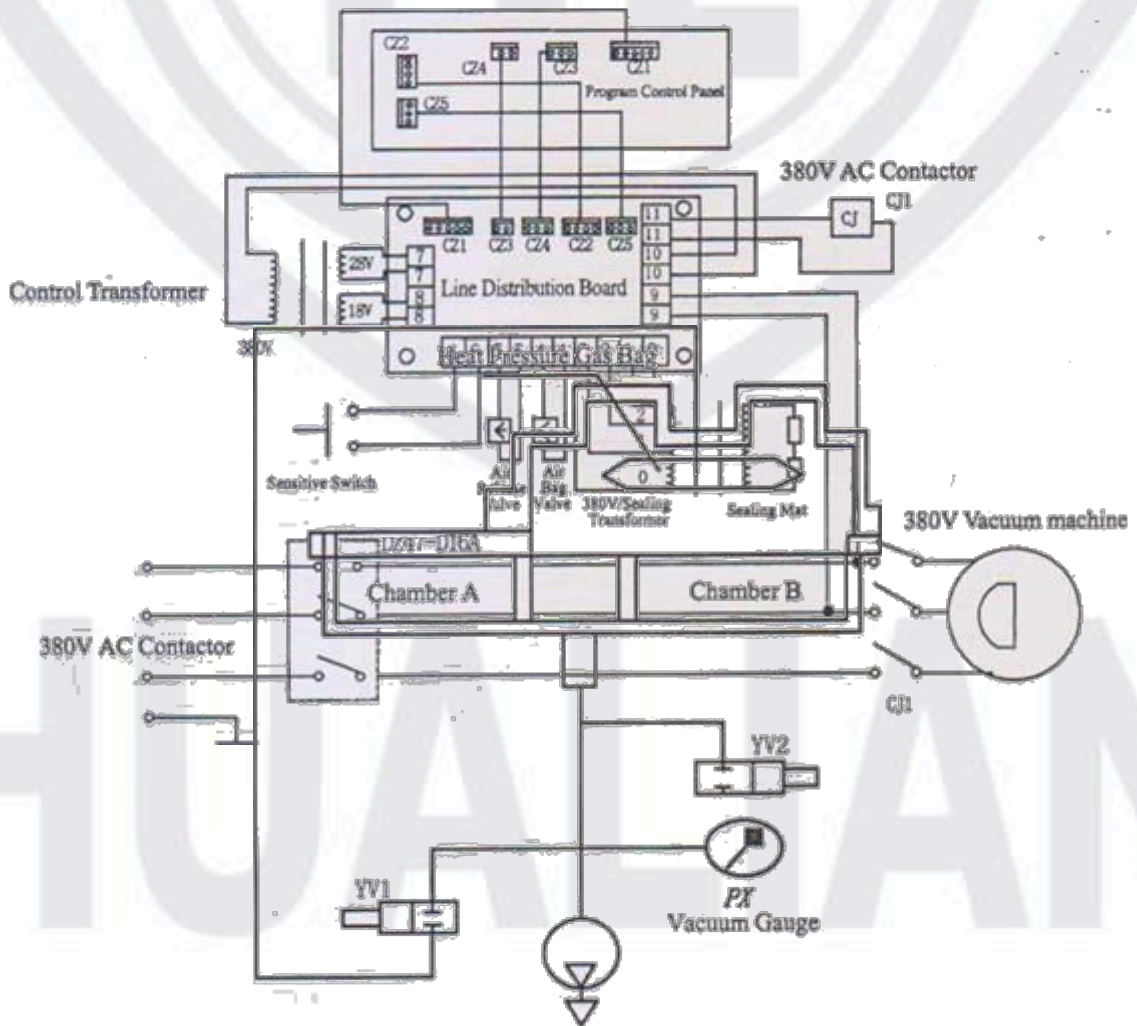 CZ2
CZ4
CZ3
CZ1
Program Control Panel
CZ5
380V AC Contactor
CJ1
CJ
11
11
10
10
9
9
CZ1
CZ3
CZ4
CZ2
CZ5
28V
18V
7
7
8
8
Line Distribution Board
Control Transformer
380V
Heat Pressure Gas Bag
2
0
Sensitive Switch
Air
Valve
Air
Bag
Valve
380V/Sealing
Transformer
Sealing Mat
380V Vacuum machine
DZ47-D16A
Chamber A
Chamber B
380V AC Contactor
CJ1
YV2
YV1
PX
Vacuum Gauge
HUALIAN